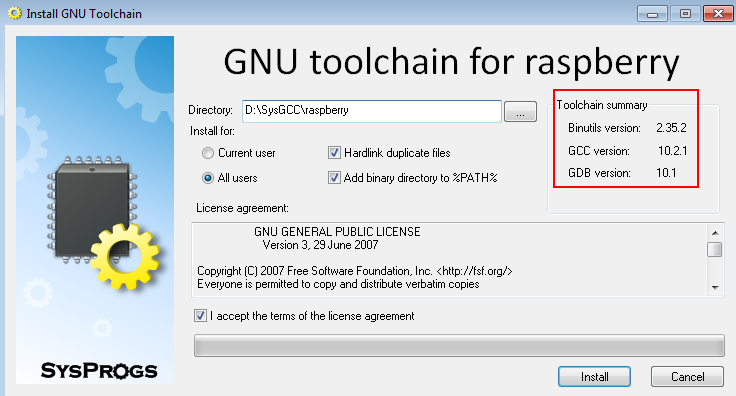 Install GNU Toolchain
GNU toolchain for raspberry
Directory: D:\SysGCC\raspberry ...
Install for:
Current user
Hardlink duplicate files
All users
Add binary directory to %PATH%
Toolchain summary
Binutils version: 2.35.2
GCC version: 10.2.1
GDB version: 10.1
License agreement:
GNU GENERAL PUBLIC LICENSE
Version 3, 29 June 2007
Copyright (C) 2007 Free Software Foundation, Inc. <http://fsf.org/>
Everyone is permitted to copy and distribute verbatim copies
I accept the terms of the license agreement
SYSPROGS
Install Cancel